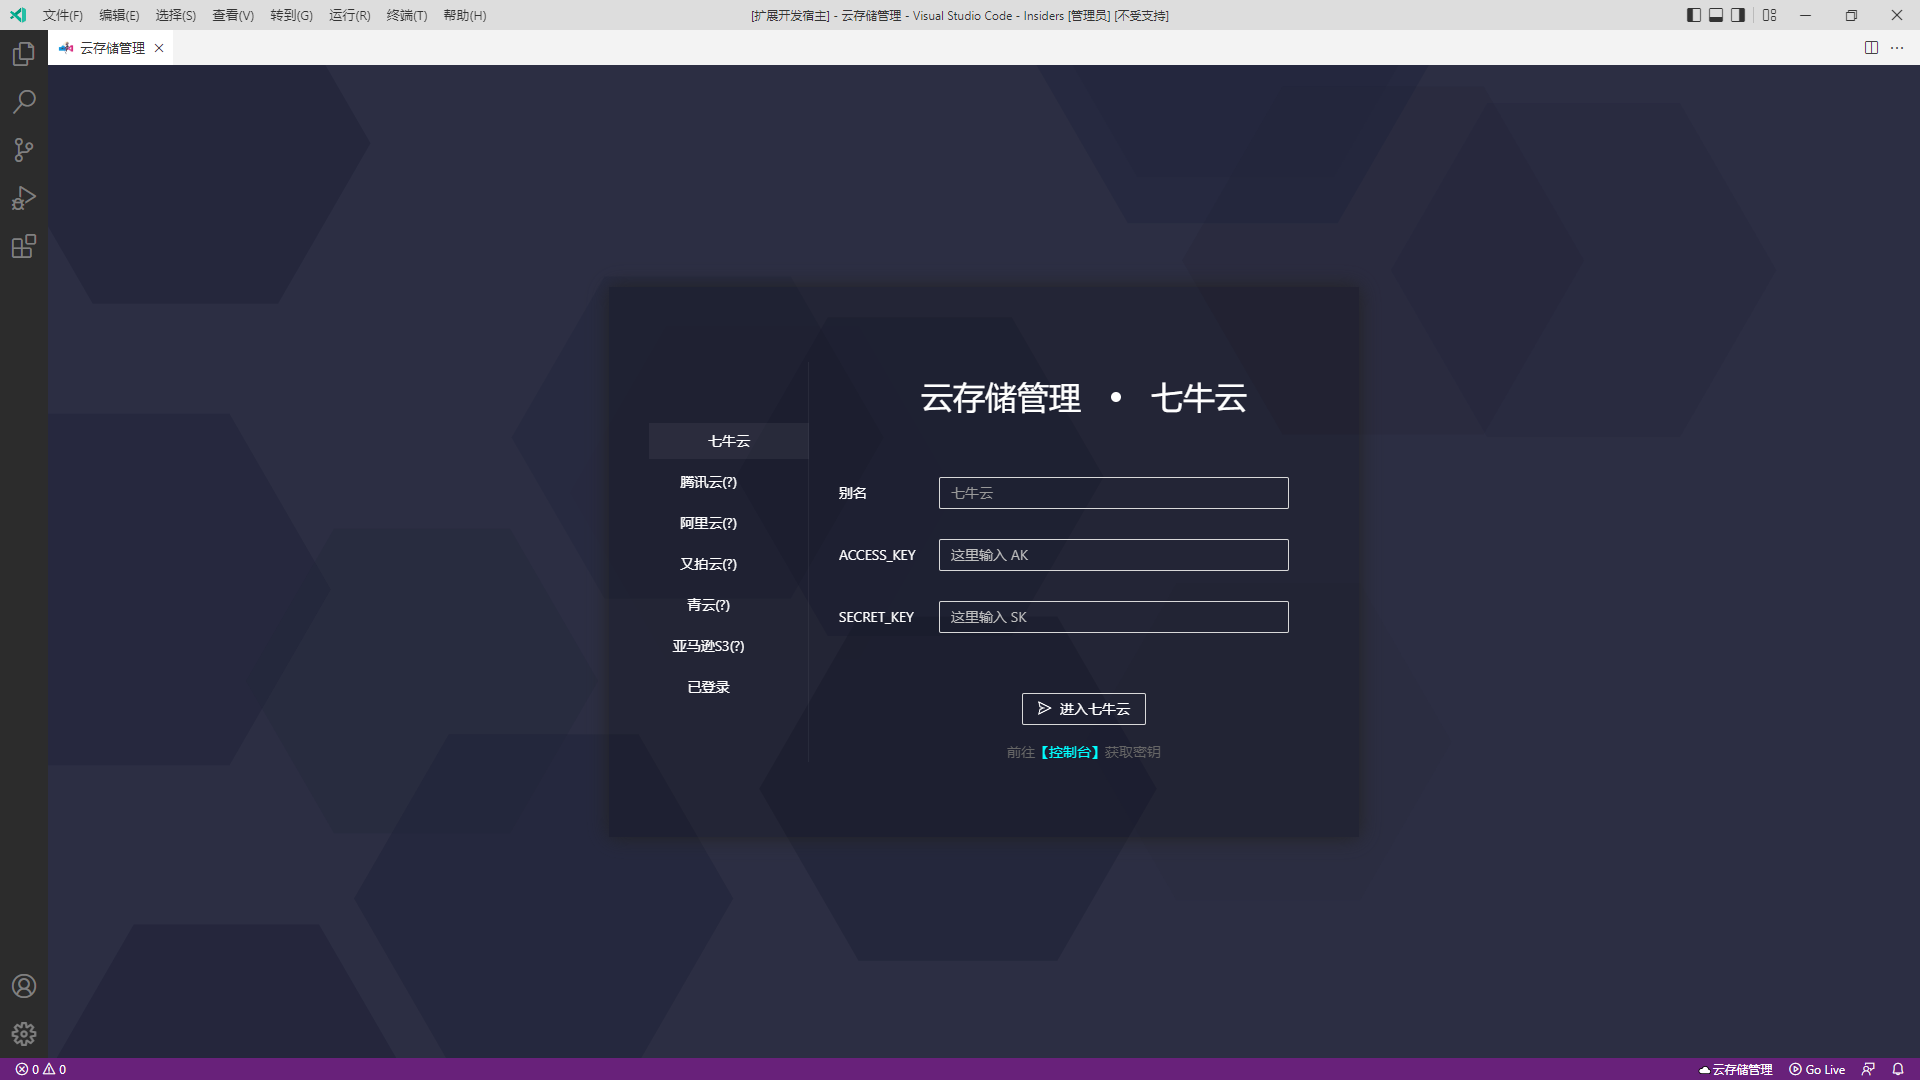 文件(F) 编辑(E) 选择(S) 查看(V) 转到(G) 运行(R) 终端(T) 帮助(H)
[扩展开发宿主] - 云存储管理 - Visual Studio Code - Insiders [管理员] [不受支持]
云存储管理
云存储管理 • 七牛云
七牛云
腾讯云(?)
阿里云(?)
又拍云(?)
青云(?)
亚马逊S3(?)
已登录
别名 七牛云
ACCESS_KEY 这里输入 AK
SECRET_KEY 这里输入 SK
进入七牛云
前往【控制台】获取密钥
0 0
云存储管理 Go Live